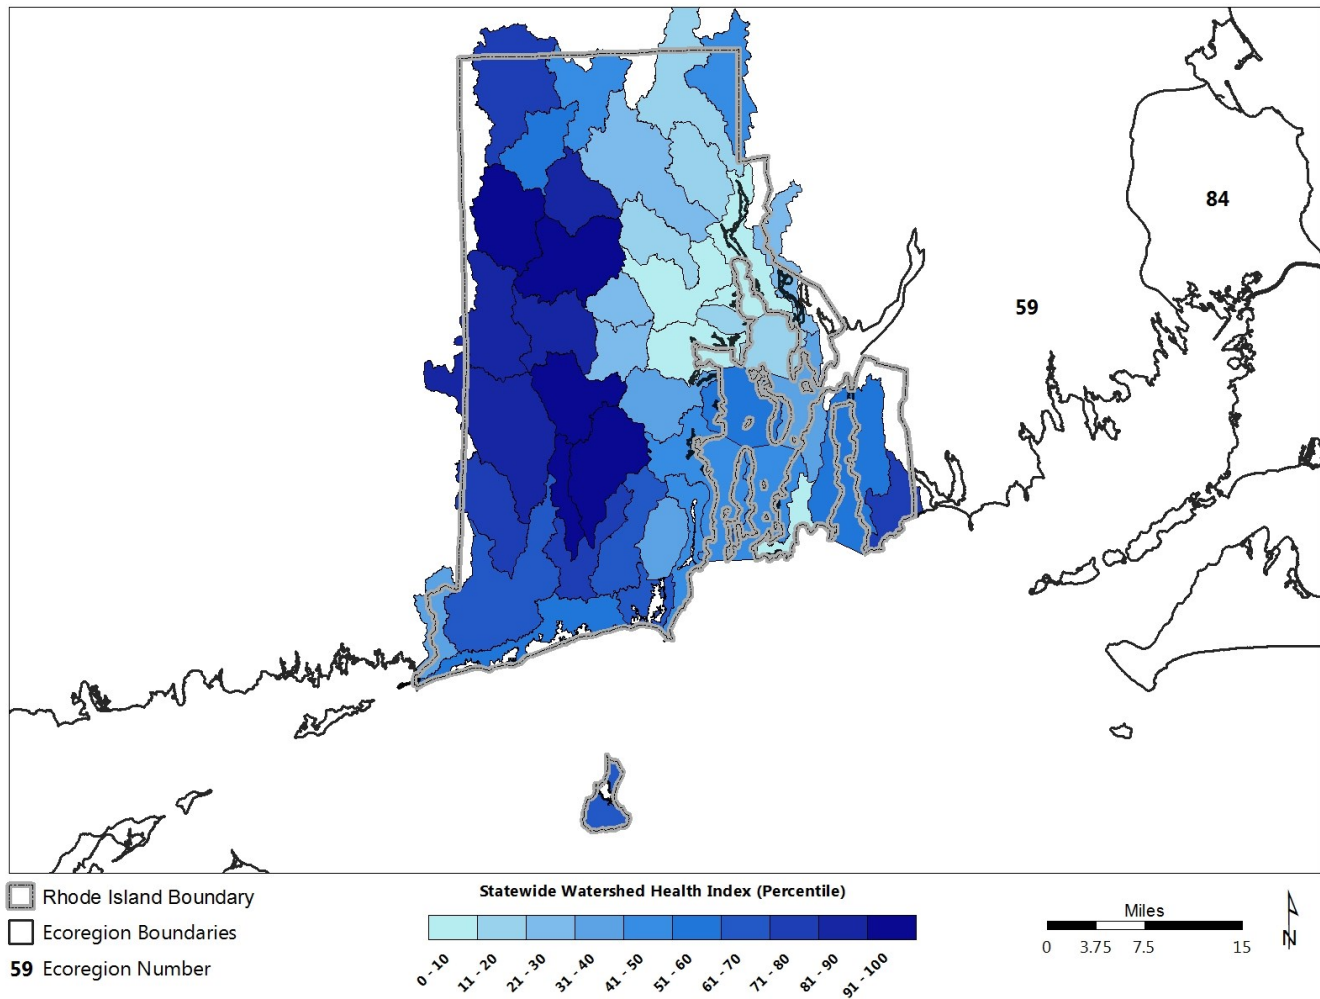 84
59
Rhode Island Boundary
Ecoregion Boundaries
59 Ecoregion Number
Statewide Watershed Health Index (Percentile)
0 - 10
11 - 20
21 - 30
31 - 40
41 - 50
51 - 60
61 - 70
71 - 80
81 - 90
91 - 100
Miles
0 3.75 7.5 15
N